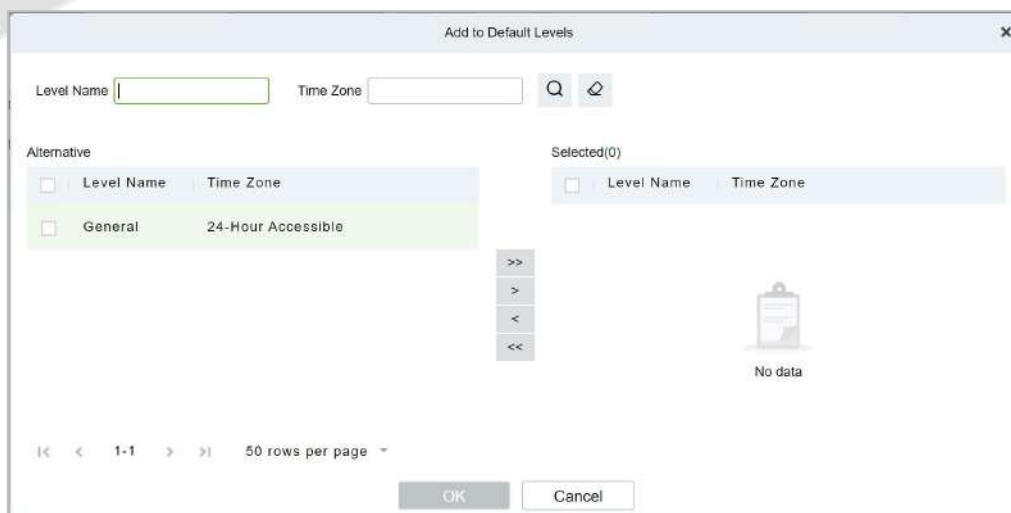 Add to Default Levels
Level Name Time Zone
Alternative
Level Name Time Zone
General 24-Hour Accessible
>>
>
<
<<
Selected(0)
Level Name Time Zone
No data
1-1 50 rows per page
OK Cancel